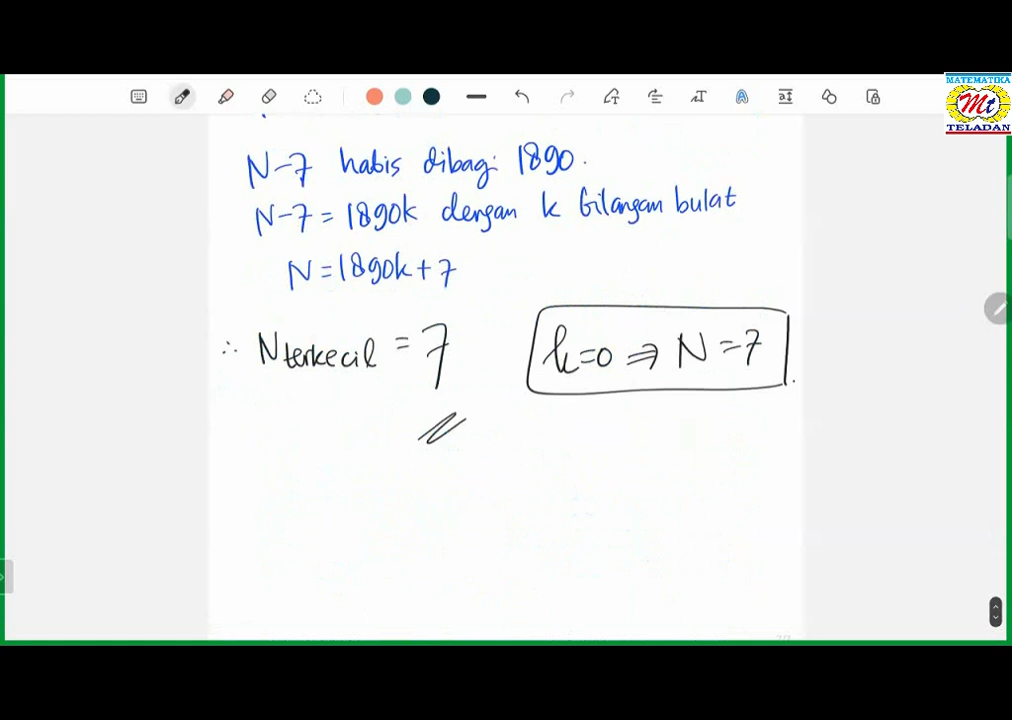 MATEMATIKA
Mt
TELADAN
N-7 habis dibagi 1890.
N-7 = 1890k dengan k bilangan bulat
N = 1890k + 7
∴ N terkecil = 7
k=0 ⇒ N = 7